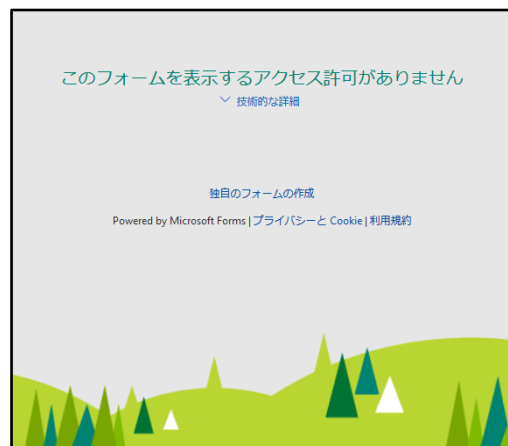 このフォームを表示するアクセス許可がありません
技術的な詳細
独自のフォームの作成
Powered by Microsoft Forms | プライバシーと Cookie | 利用規約